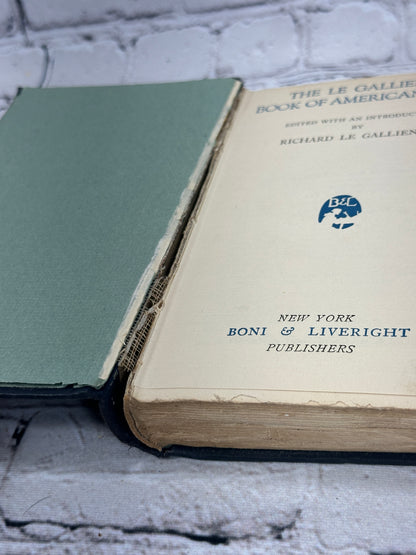 THE LE GALLIE
BOOK OF AMERICAN
EDITED WITH AN INTRODUC
BY
RICHARD LE GALLIEN
B&L
NEW YORK
BONI & LIVERIGHT
PUBLISHERS